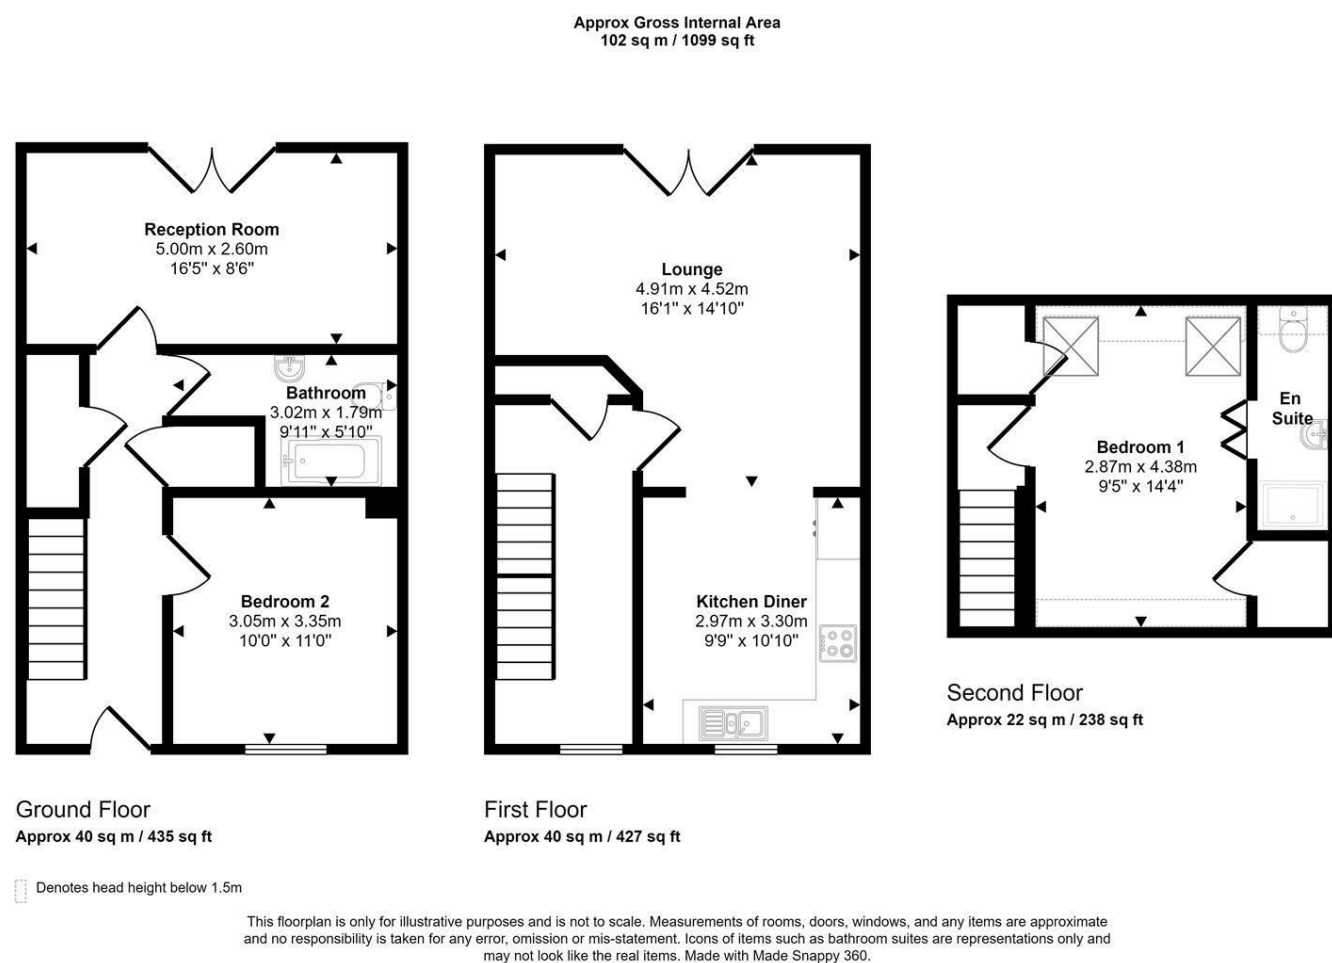 Approx Gross Internal Area
102 sq m / 1099 sq ft
Reception Room
5.00m x 2.60m
16'5" x 8'6"
Bathroom
3.02m x 1.79m
9'11" x 5'10"
Bedroom 2
3.05m x 3.35m
10'0" x 11'0"
Ground Floor
Approx 40 sq m / 435 sq ft
Lounge
4.91m x 4.52m
16'1" x 14'10"
Kitchen Diner
2.97m x 3.30m
9'9" x 10'10"
First Floor
Approx 40 sq m / 427 sq ft
En
Suite
Bedroom 1
2.87m x 4.38m
9'5" x 14'4"
Second Floor
Approx 22 sq m / 238 sq ft
Denotes head height below 1.5m
This floorplan is only for illustrative purposes and is not to scale. Measurements of rooms, doors, windows, and any items are approximate
and no responsibility is taken for any error, omission or mis-statement. Icons of items such as bathroom suites are representations only and
may not look like the real items. Made with Made Snappy 360.